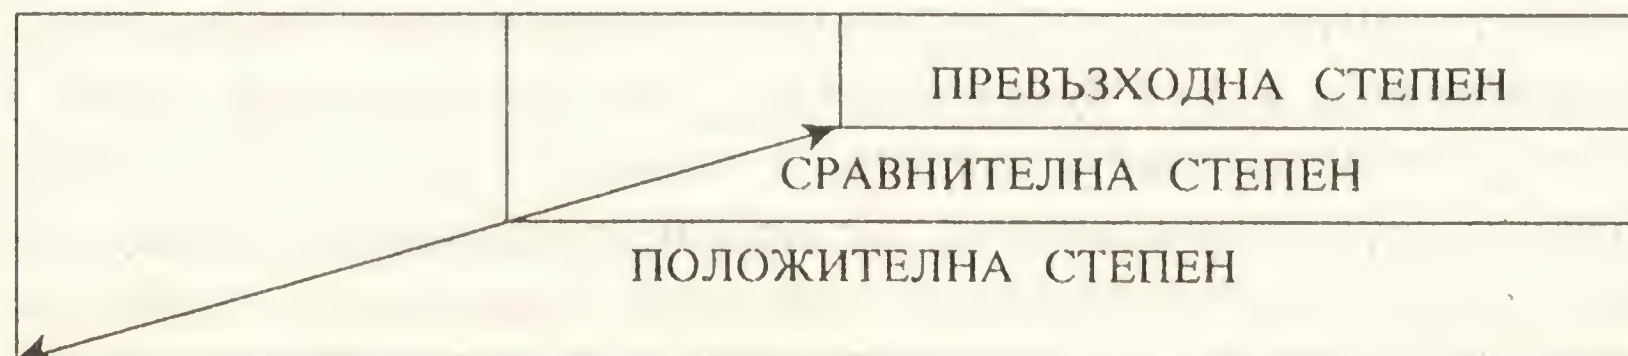 ПРЕВЪЗХОДНА СТЕПЕН
СРАВНИТЕЛНА СТЕПЕН
ПОЛОЖИТЕЛНА СТЕПЕН